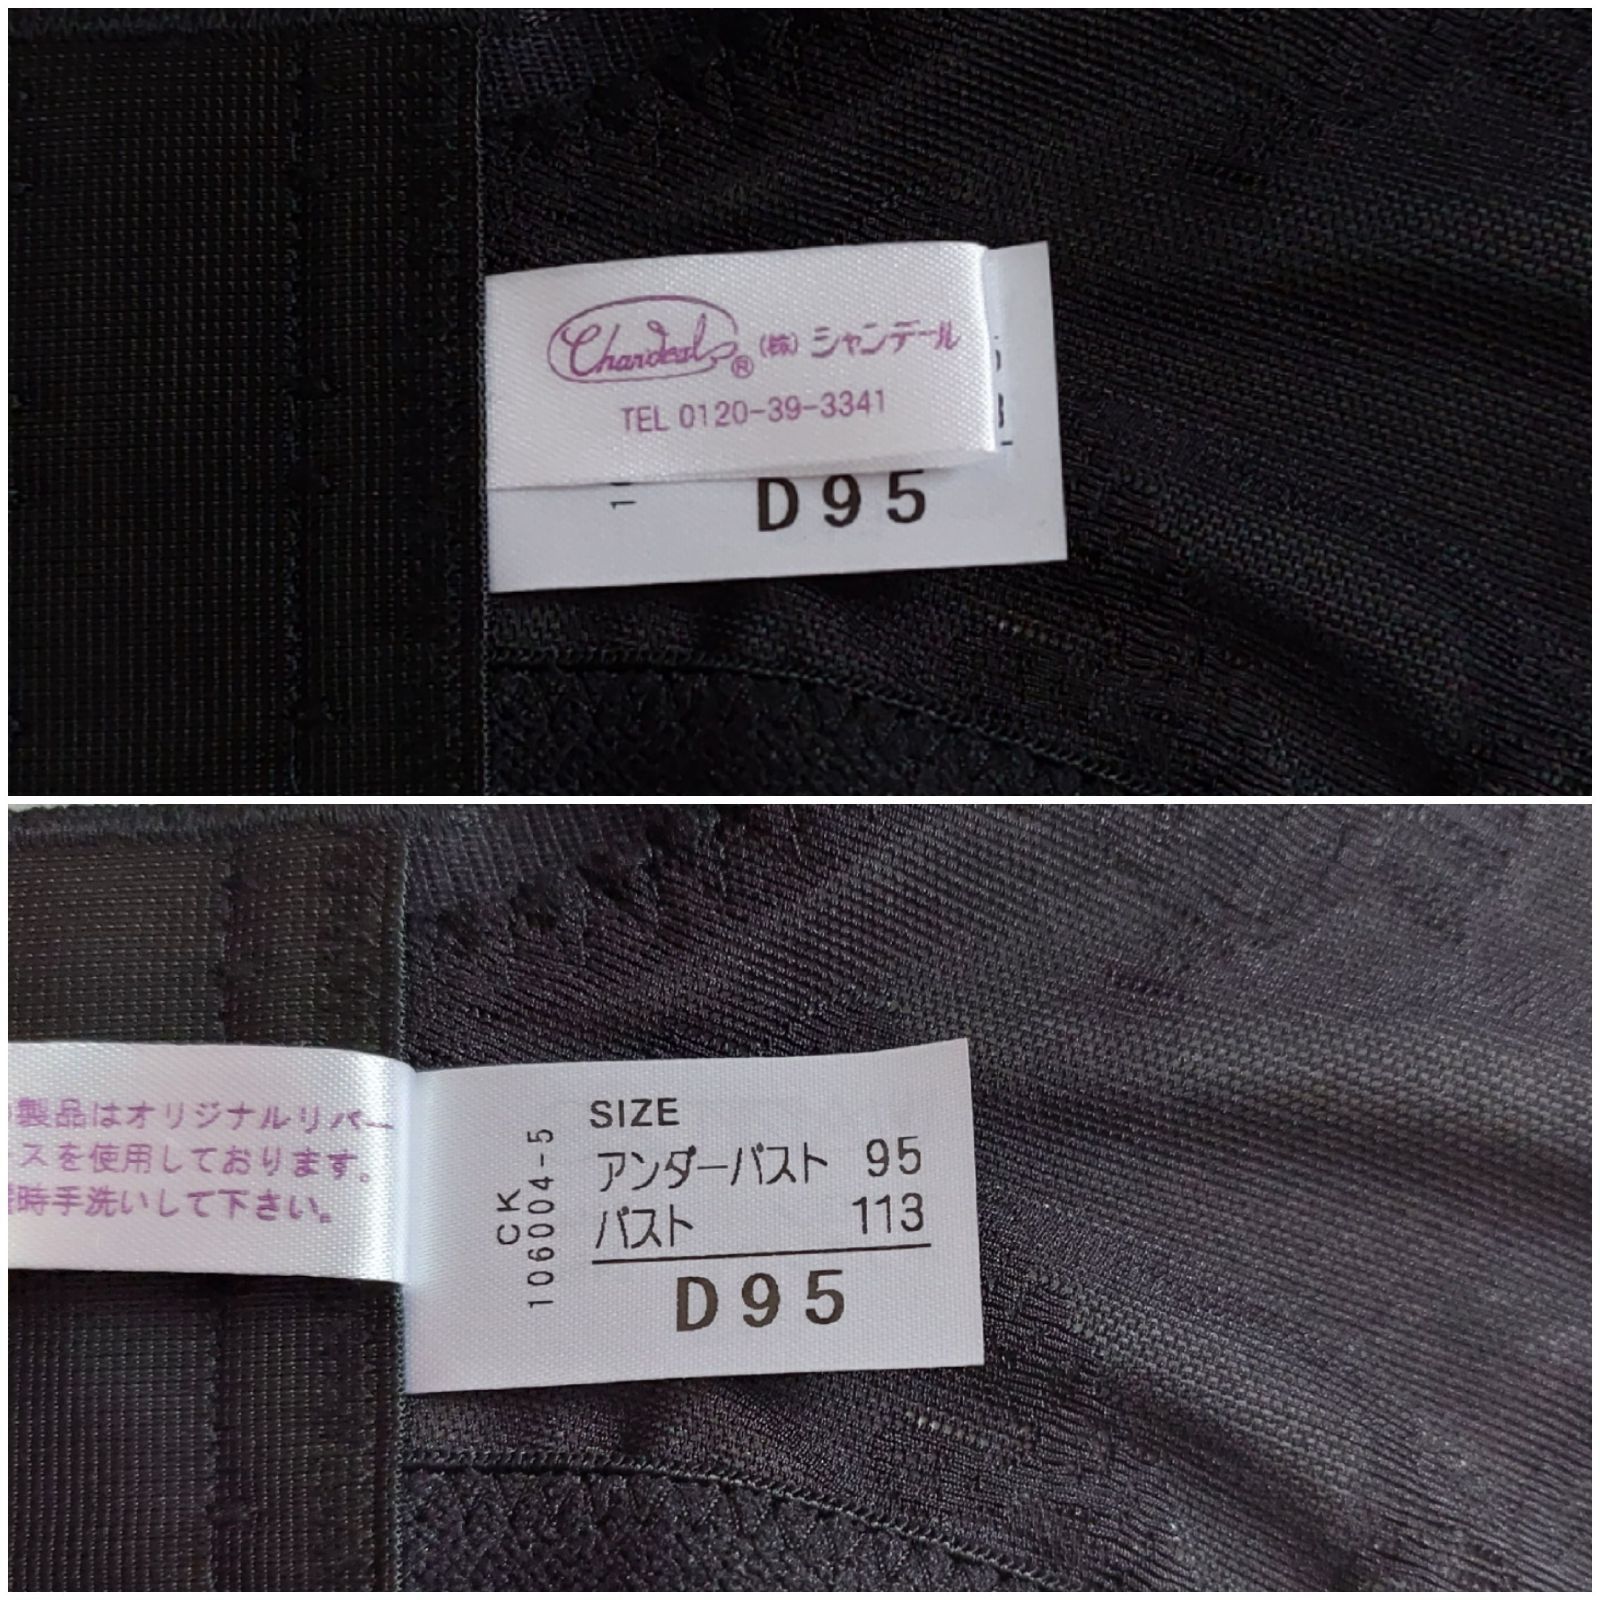 Chandeal® (株) シャンデール
TEL 0120-39-3341
D95
製品はオリジナルリバー
スを使用しております。
時手洗いして下さい。
CK
106004-5
SIZE
アンダーバスト 95
バスト 113
D95